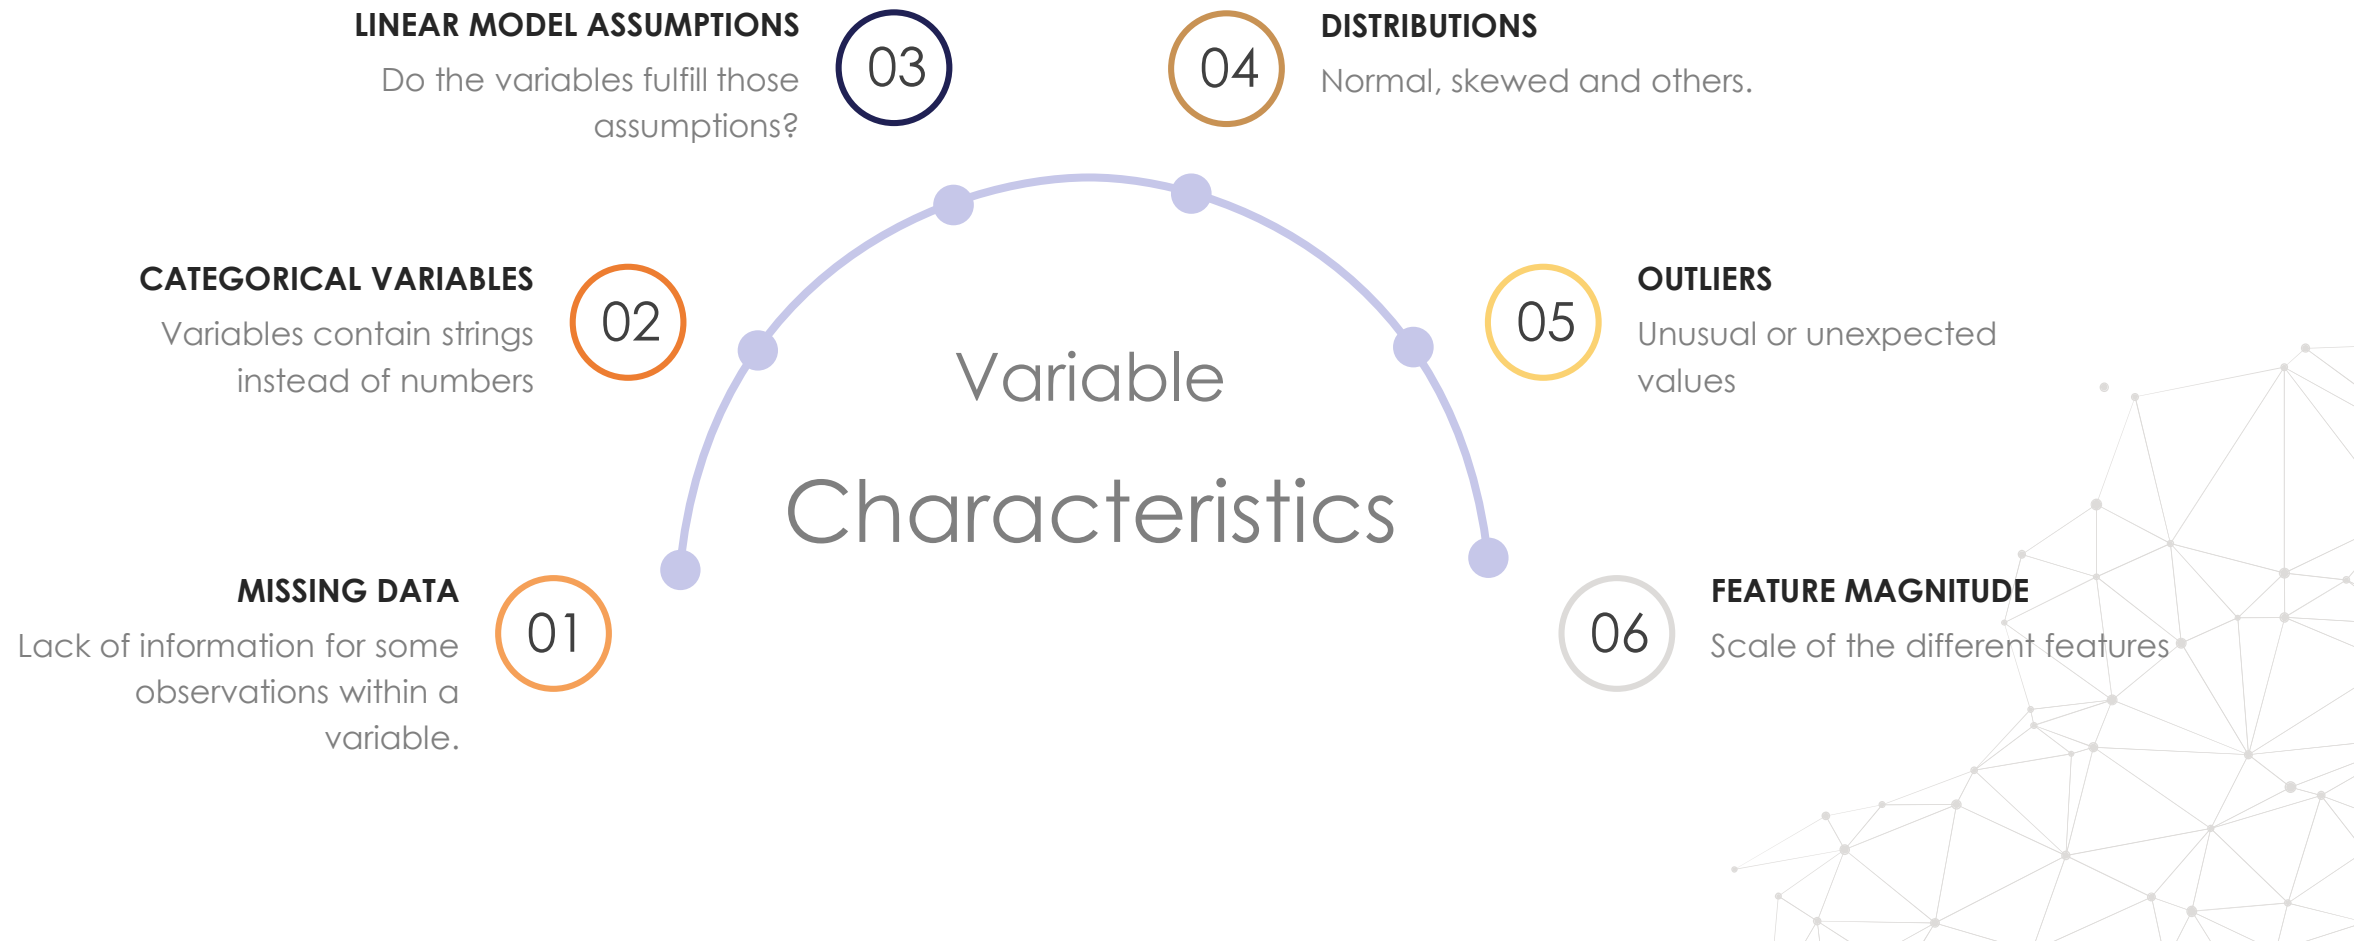 LINEAR MODEL ASSUMPTIONS
Do the variables fulfill those
assumptions?
03
04
DISTRIBUTIONS
Normal, skewed and others.
CATEGORICAL VARIABLES
Variables contain strings
instead of numbers
02
Variable
Characteristics
05
OUTLIERS
Unusual or unexpected
values
MISSING DATA
Lack of information for some
observations within a
variable.
01
06
FEATURE MAGNITUDE
Scale of the different features